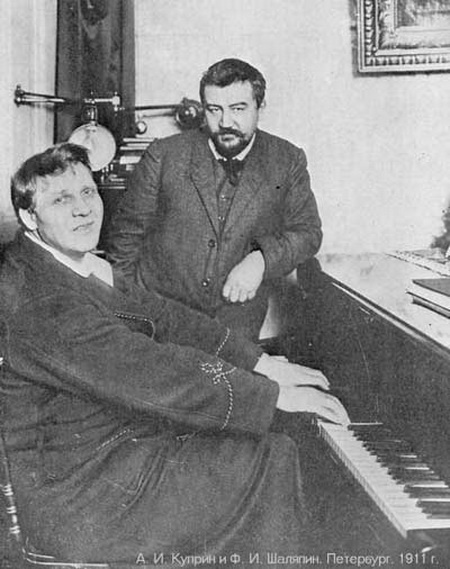 А. И. Куприн и Ф. И. Шаляпин. Петербург. 1911 г.